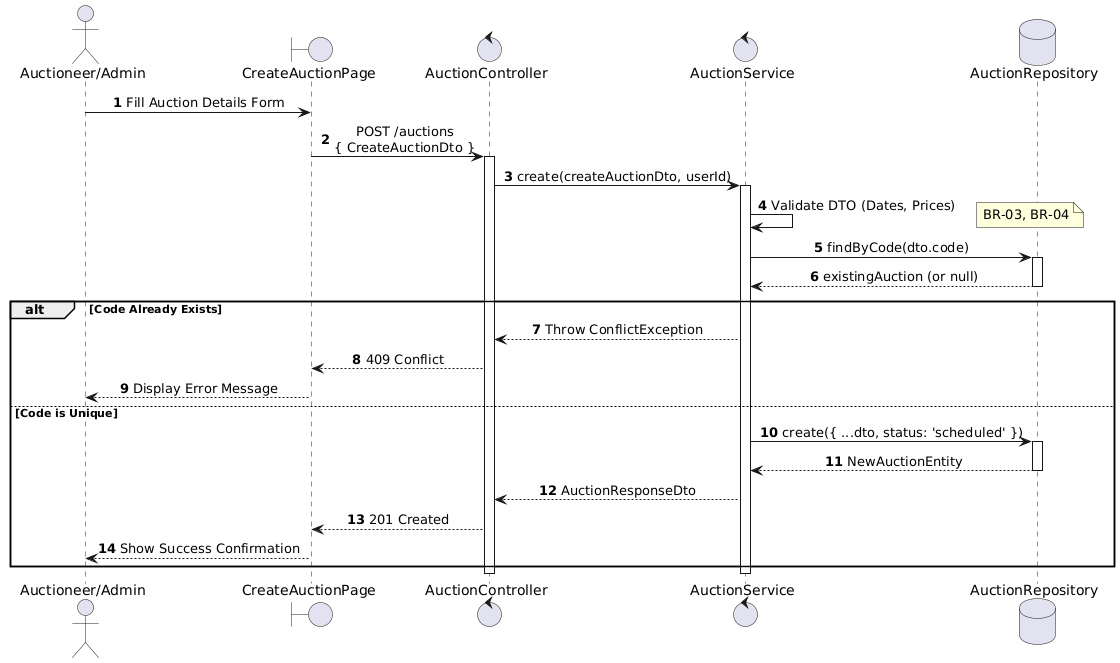 Auctioneer/Admin
CreateAuctionPage
AuctionController
AuctionService
AuctionRepository
1 Fill Auction Details Form
2 POST /auctions
{ CreateAuctionDto }
3 create(createAuctionDto, userId)
4 Validate DTO (Dates, Prices)
BR-03, BR-04
5 findByCode(dto.code)
6 existingAuction (or null)
alt [Code Already Exists]
7 Throw ConflictException
8 409 Conflict
9 Display Error Message
[Code is Unique]
10 create({ ...dto, status: 'scheduled' })
11 NewAuctionEntity
12 AuctionResponseDto
13 201 Created
14 Show Success Confirmation
Auctioneer/Admin
CreateAuctionPage
AuctionController
AuctionService
AuctionRepository